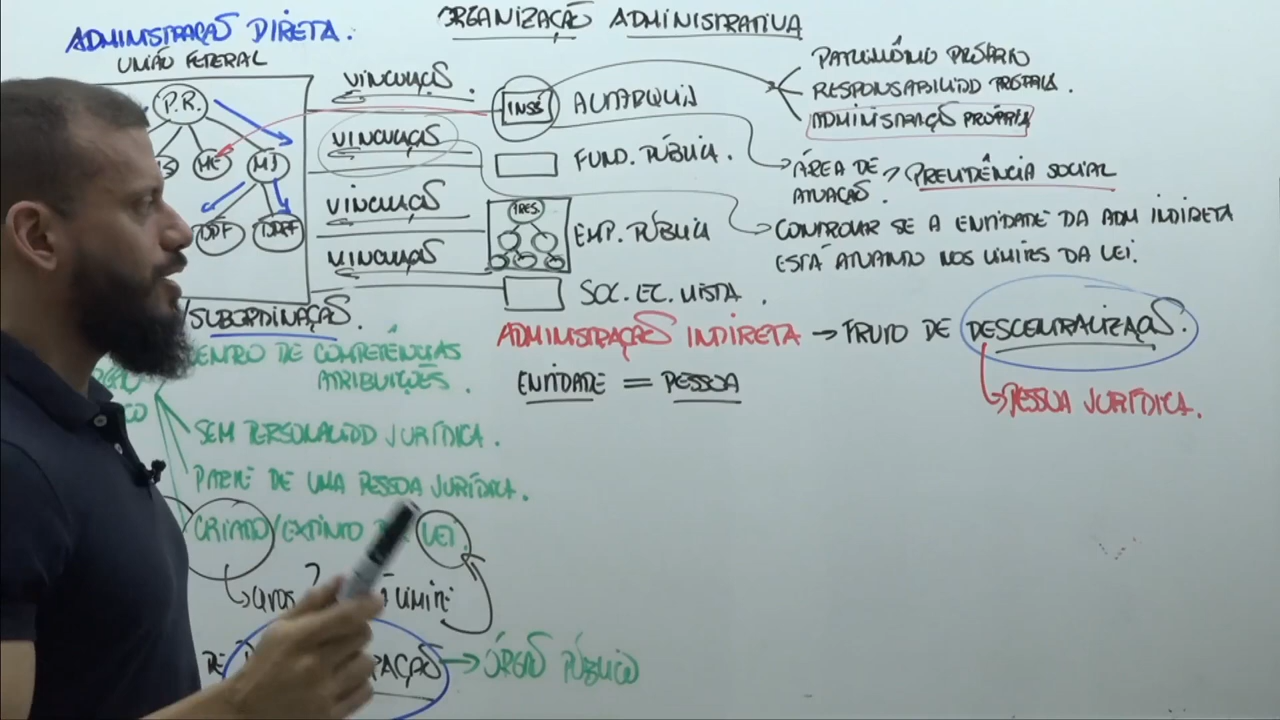 ORGANIZAÇÃO ADMINISTRATIVA
ADMINISTRAÇÃO DIRETA.
UNIÃO FEDERAL
P.R.
ME
MJ
DPF
DPRF
/SUBORDINAÇÃO.
VINCULAÇÃO.
VINCULAÇÃO
VINCULAÇÃO
VINCULAÇÃO
INSS
AUTARQUIA
FUND. PÚBLICA.
PRES
EMP. PÚBLICA
SOC. EC. MISTA.
PATRIMÔNIO PRÓPRIO
RESPONSABILIDD PRÓPRIA.
ADMINISTRAÇÃO PRÓPRIA
ÁREA DE
ATUAÇÃO.
PREVIDÊNCIA SOCIAL
CONTROLAR SE A ENTIDADE DA ADM INDIRETA
ESTÁ ATUANDO NOS LIMITES DA LEI.
ADMINISTRAÇÃO INDIRETA → FRUTO DE DESCENTRALIZAÇÃO.
ENTIDADE = PESSOA
PESSOA JURÍDICA.
CENTRO DE COMPETÊNCIAS
ATRIBUIÇÕES.
SEM PERSONALIDD JURÍDICA.
PARTE DE UMA PESSOA JURÍDICA.
CRIADO/EXTINTO LEI
LIMITE
→ ÓRGÃO PÚBLICO